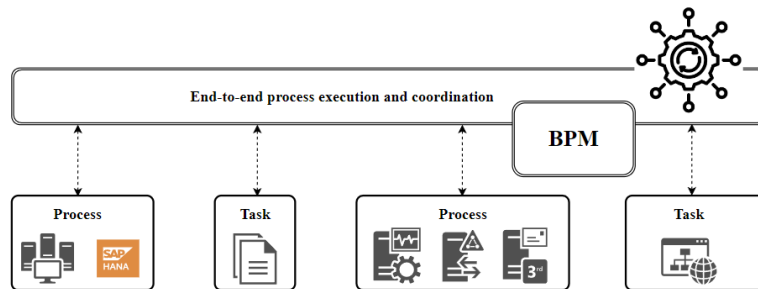 End-to-end process execution and coordination
BPM
Process
Task
Process
Task
SAP
HANA
3rd